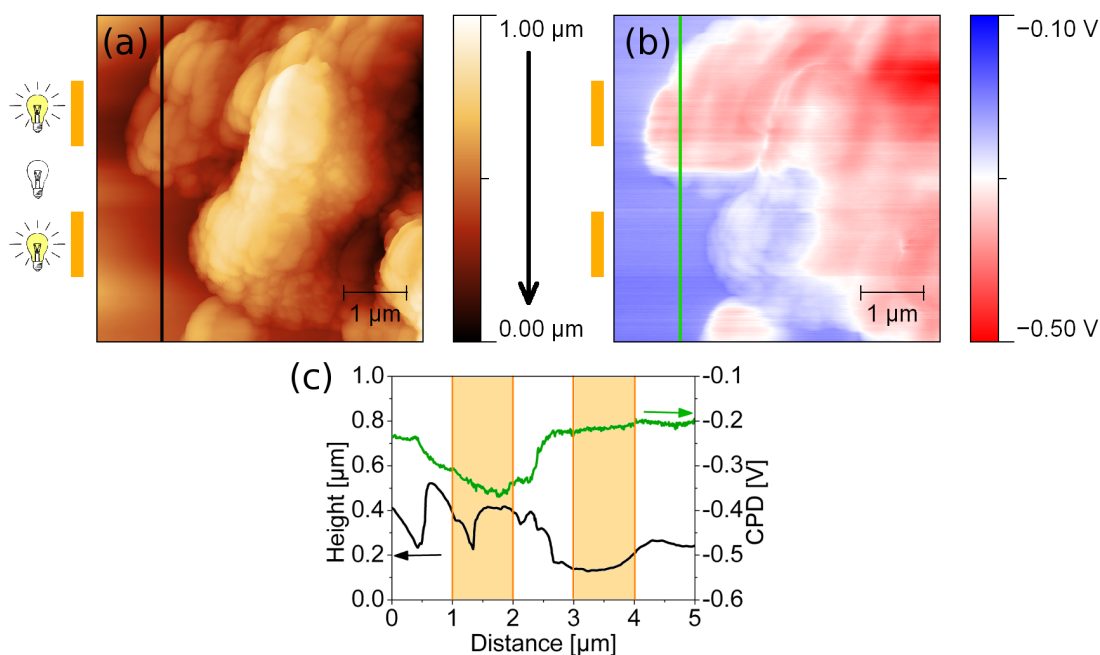 (a)
1.00 µm
0.00 µm
1 µm
(b)
−0.10 V
−0.50 V
1 µm
(c)
Height [µm]
1.0
0.8
0.6
0.4
0.2
0.0
0 1 2 3 4 5
Distance [µm]
-0.1
-0.2
-0.3
-0.4
-0.5
-0.6
CPD [V]